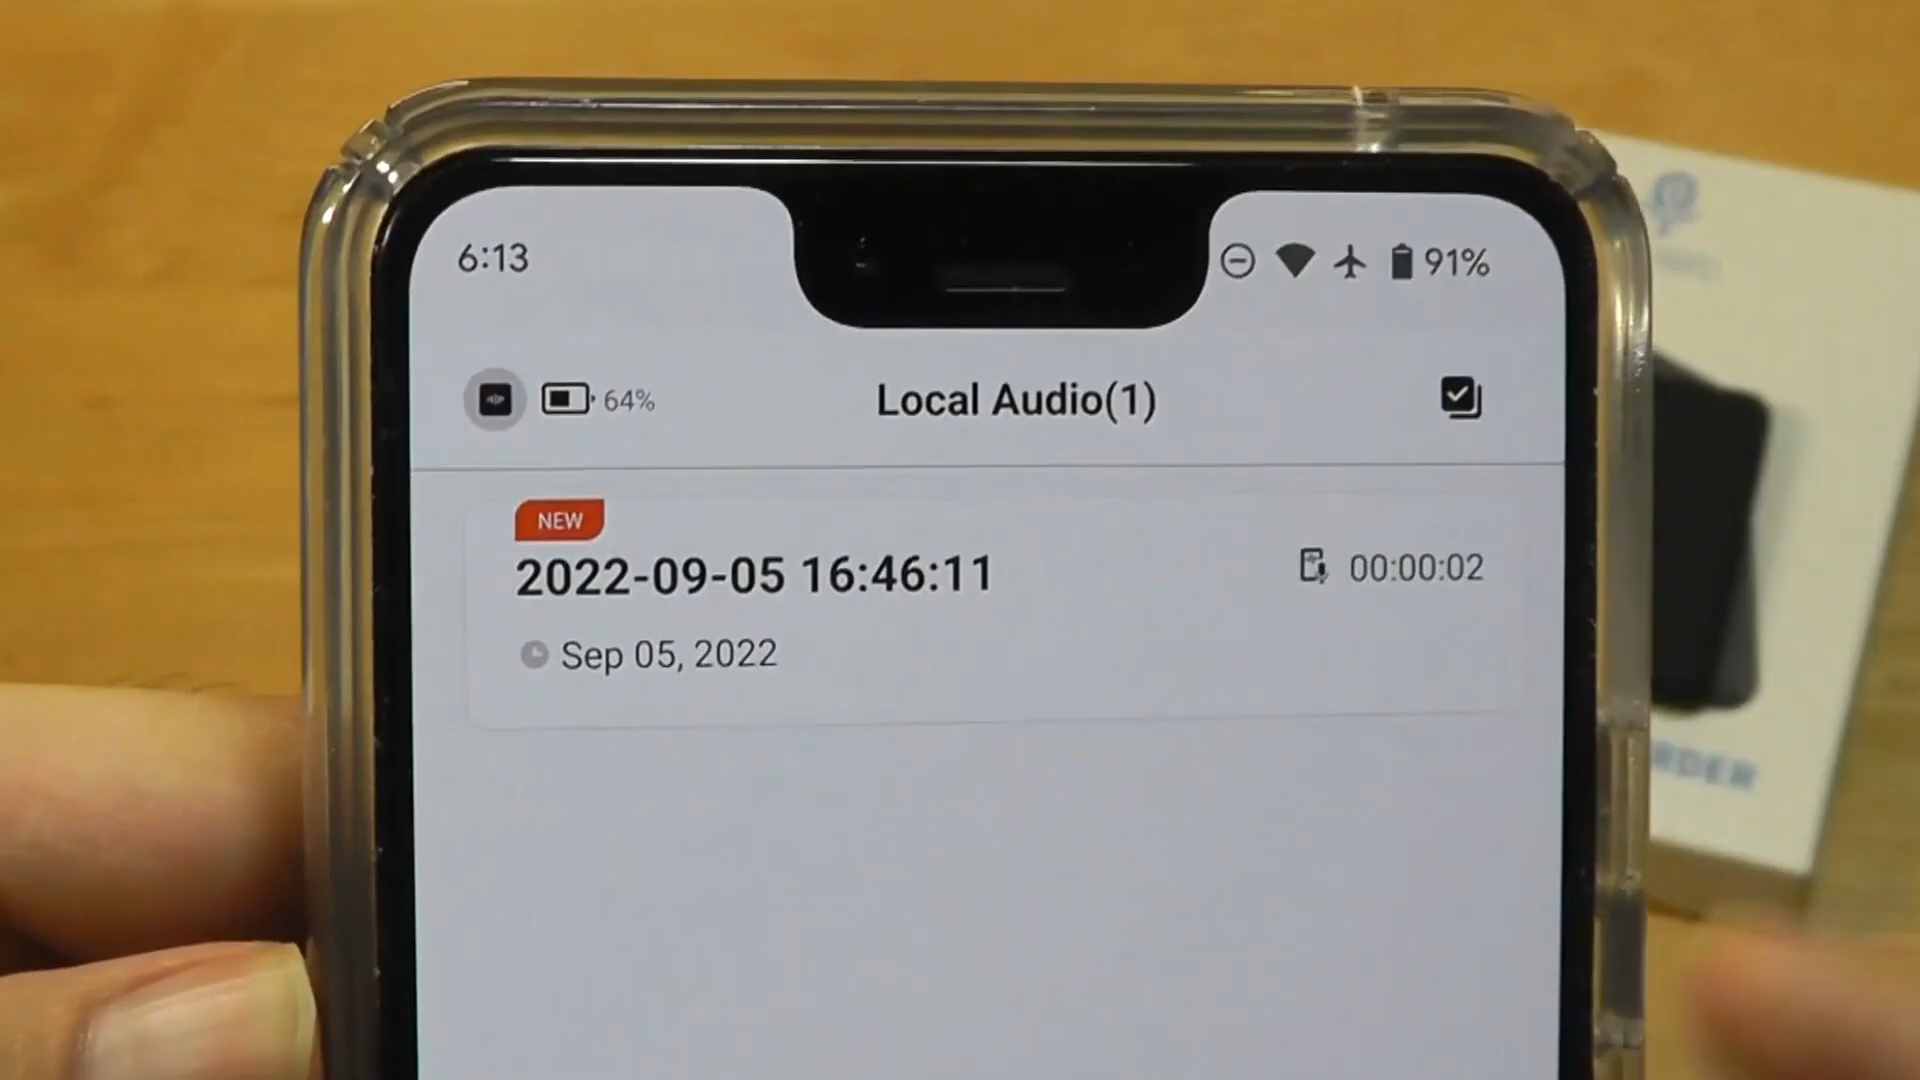 6:13 91%
64% Local Audio(1)
NEW
2022-09-05 16:46:11 00:00:02
Sep 05, 2022
RDER